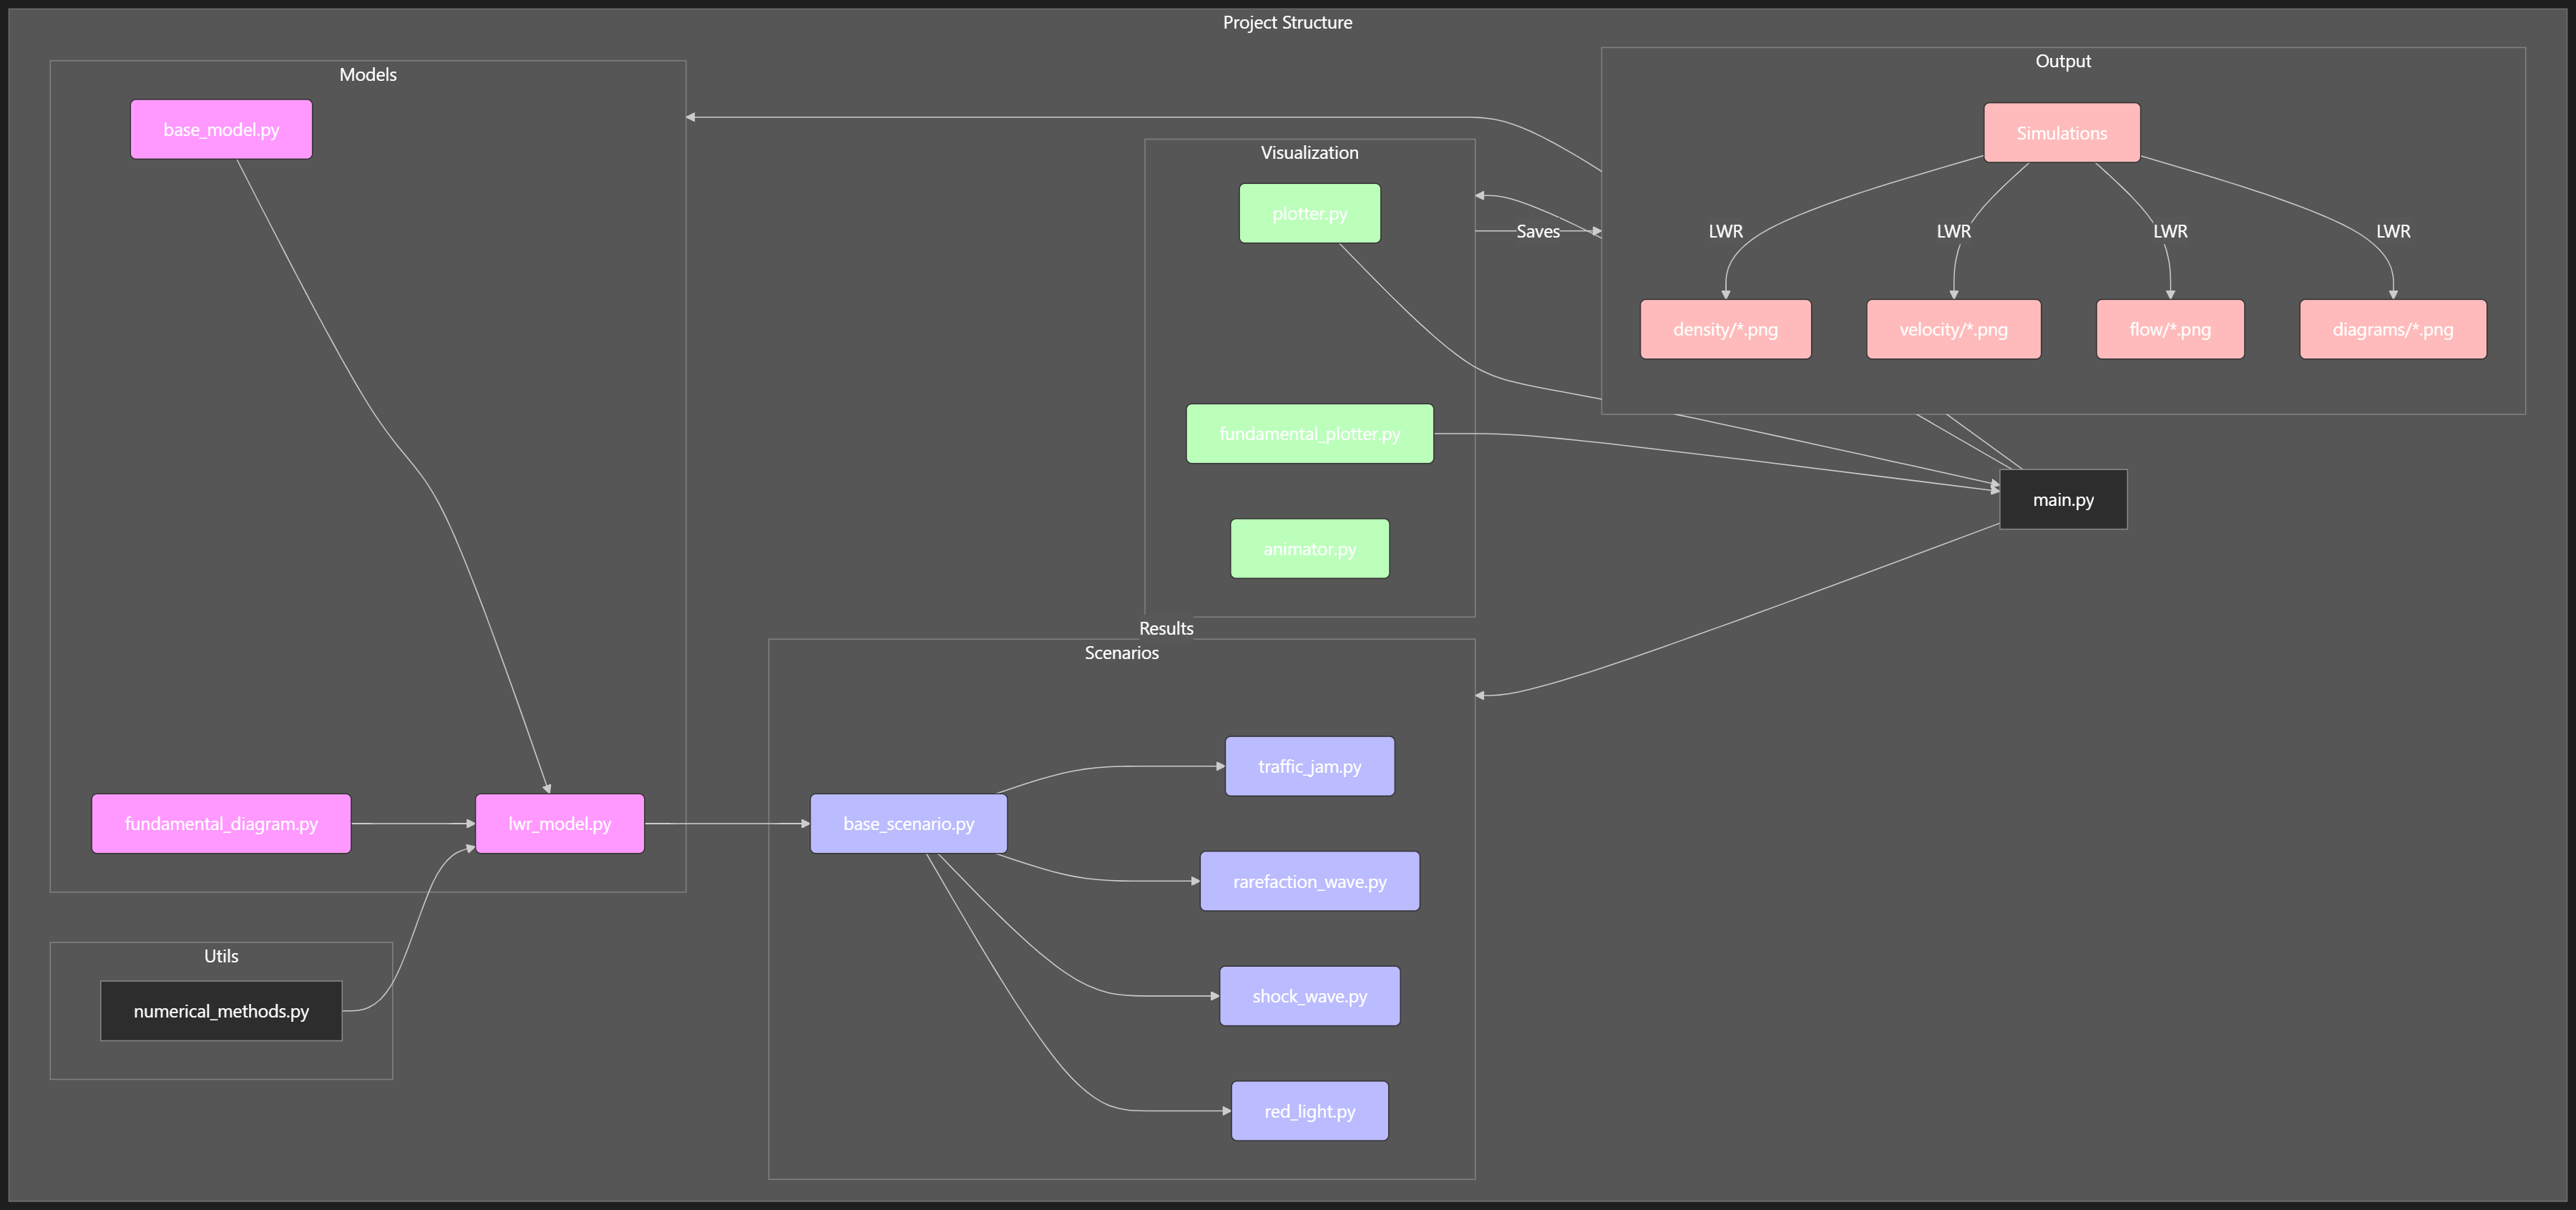 Project Structure
Models
base_model.py
fundamental_diagram.py
lwr_model.py
Utils
numerical_methods.py
Visualization
plotter.py
fundamental_plotter.py
animator.py
Saves
Results
Scenarios
base_scenario.py
traffic_jam.py
rarefaction_wave.py
shock_wave.py
red_light.py
Output
Simulations
LWR
LWR
LWR
LWR
density/*.png
velocity/*.png
flow/*.png
diagrams/*.png
main.py